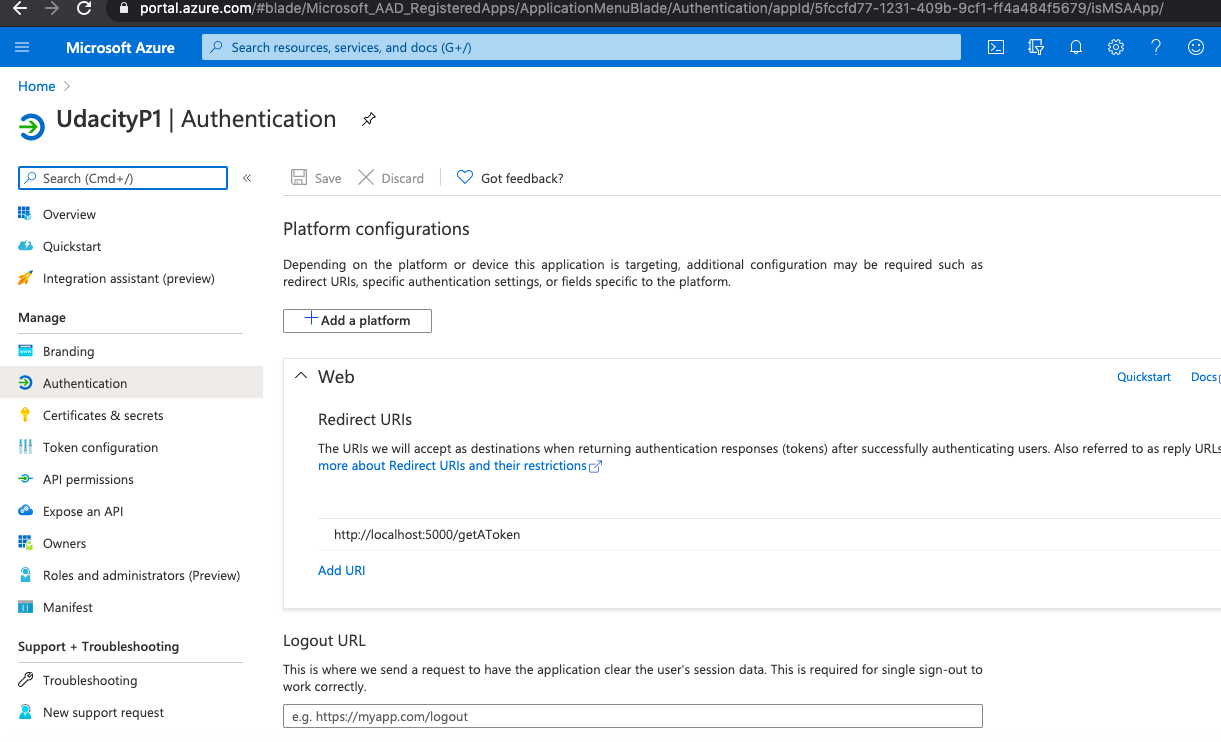 portal.azure.com/#blade/Microsoft_AAD_RegisteredApps/ApplicationMenuBlade/Authentication/appId/5fccfd77-1231-409b-9cf1-ff4a484f5679/isMSAApp/
Microsoft Azure
Search resources, services, and docs (G+/)
Home
UdacityP1 | Authentication
Search (Cmd+/)
Overview
Quickstart
Integration assistant (preview)
Manage
Branding
Authentication
Certificates & secrets
Token configuration
API permissions
Expose an API
Owners
Roles and administrators (Preview)
Manifest
Support + Troubleshooting
Troubleshooting
New support request
Save
Discard
Got feedback?
Platform configurations
Depending on the platform or device this application is targeting, additional configuration may be required such as
redirect URIs, specific authentication settings, or fields specific to the platform.
Add a platform
Web
Quickstart
Docs
Redirect URIs
The URIs we will accept as destinations when returning authentication responses (tokens) after successfully authenticating users. Also referred to as reply URLs
more about Redirect URIs and their restrictions
http://localhost:5000/getAToken
Add URI
Logout URL
This is where we send a request to have the application clear the user's session data. This is required for single sign-out to
work correctly.
e.g. https://myapp.com/logout